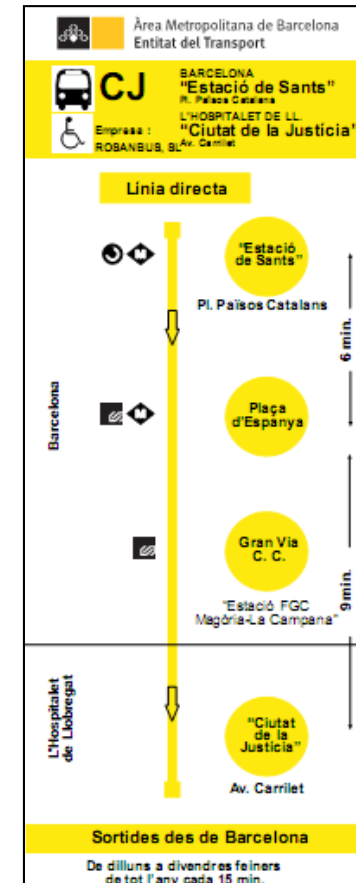 Àrea Metropolitana de Barcelona
Entitat del Transport
CJ
BARCELONA
"Estació de Sants"
Pl. Països Catalans
L'HOSPITALET DE LL.
"Ciutat de la Justícia"
Av. Carrilet
Empresa :
ROSANBUS, SL
Línia directa
"Estació
de Sants"
M
Pl. Països Catalans
6 min.
Barcelona
Plaça
d'Espanya
M
Gran Via
C. C.
"Estació FGC
Magòria-La Campana"
9 min.
L'Hospitalet
de Llobregat
"Ciutat
de la
Justícia"
Av. Carrilet
Sortides des de Barcelona
De dilluns a divendres feiners
de tot l'any cada 15 min.